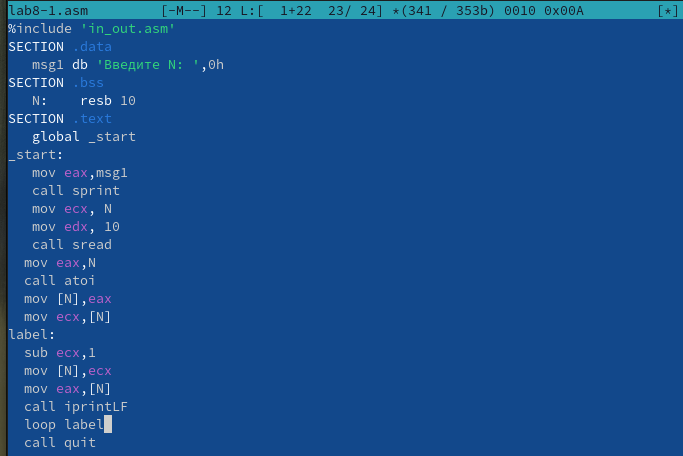 lab8-1.asm [-M--] 12 L:[ 1+22 23/ 24] *(341 / 353b) 0010 0x00A [*]
%include 'in_out.asm'
SECTION .data
msg1 db 'Введите N: ',0h
SECTION .bss
N: resb 10
SECTION .text
global _start
_start:
mov eax,msg1
call sprint
mov ecx, N
mov edx, 10
call sread
mov eax,N
call atoi
mov [N],eax
mov ecx,[N]
label:
sub ecx,1
mov [N],ecx
mov eax,[N]
call iprintLF
loop label
call quit